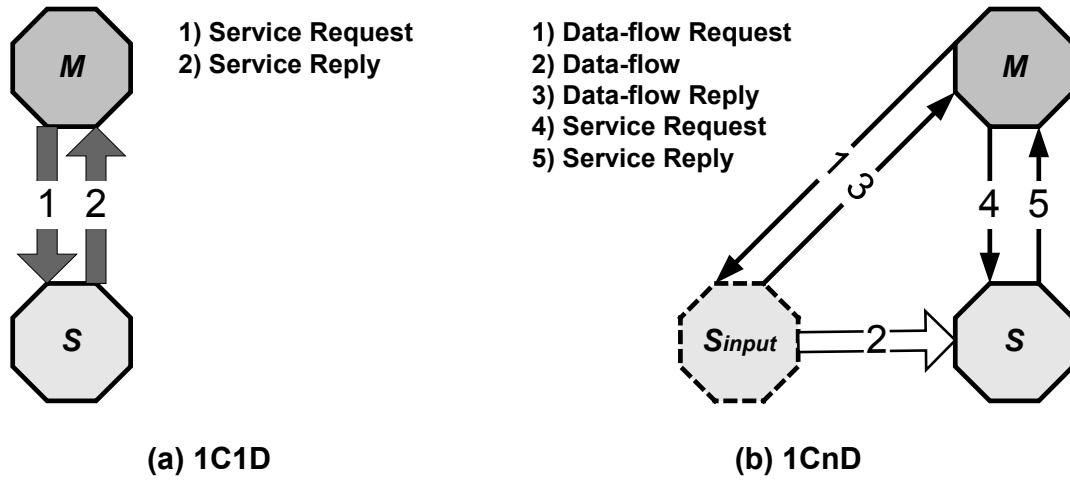 M
1) Service Request
2) Service Reply
1 2
S
(a) 1C1D
1) Data-flow Request
2) Data-flow
3) Data-flow Reply
4) Service Request
5) Service Reply
M
1
3
4 5
Sinput
2
S
(b) 1CnD